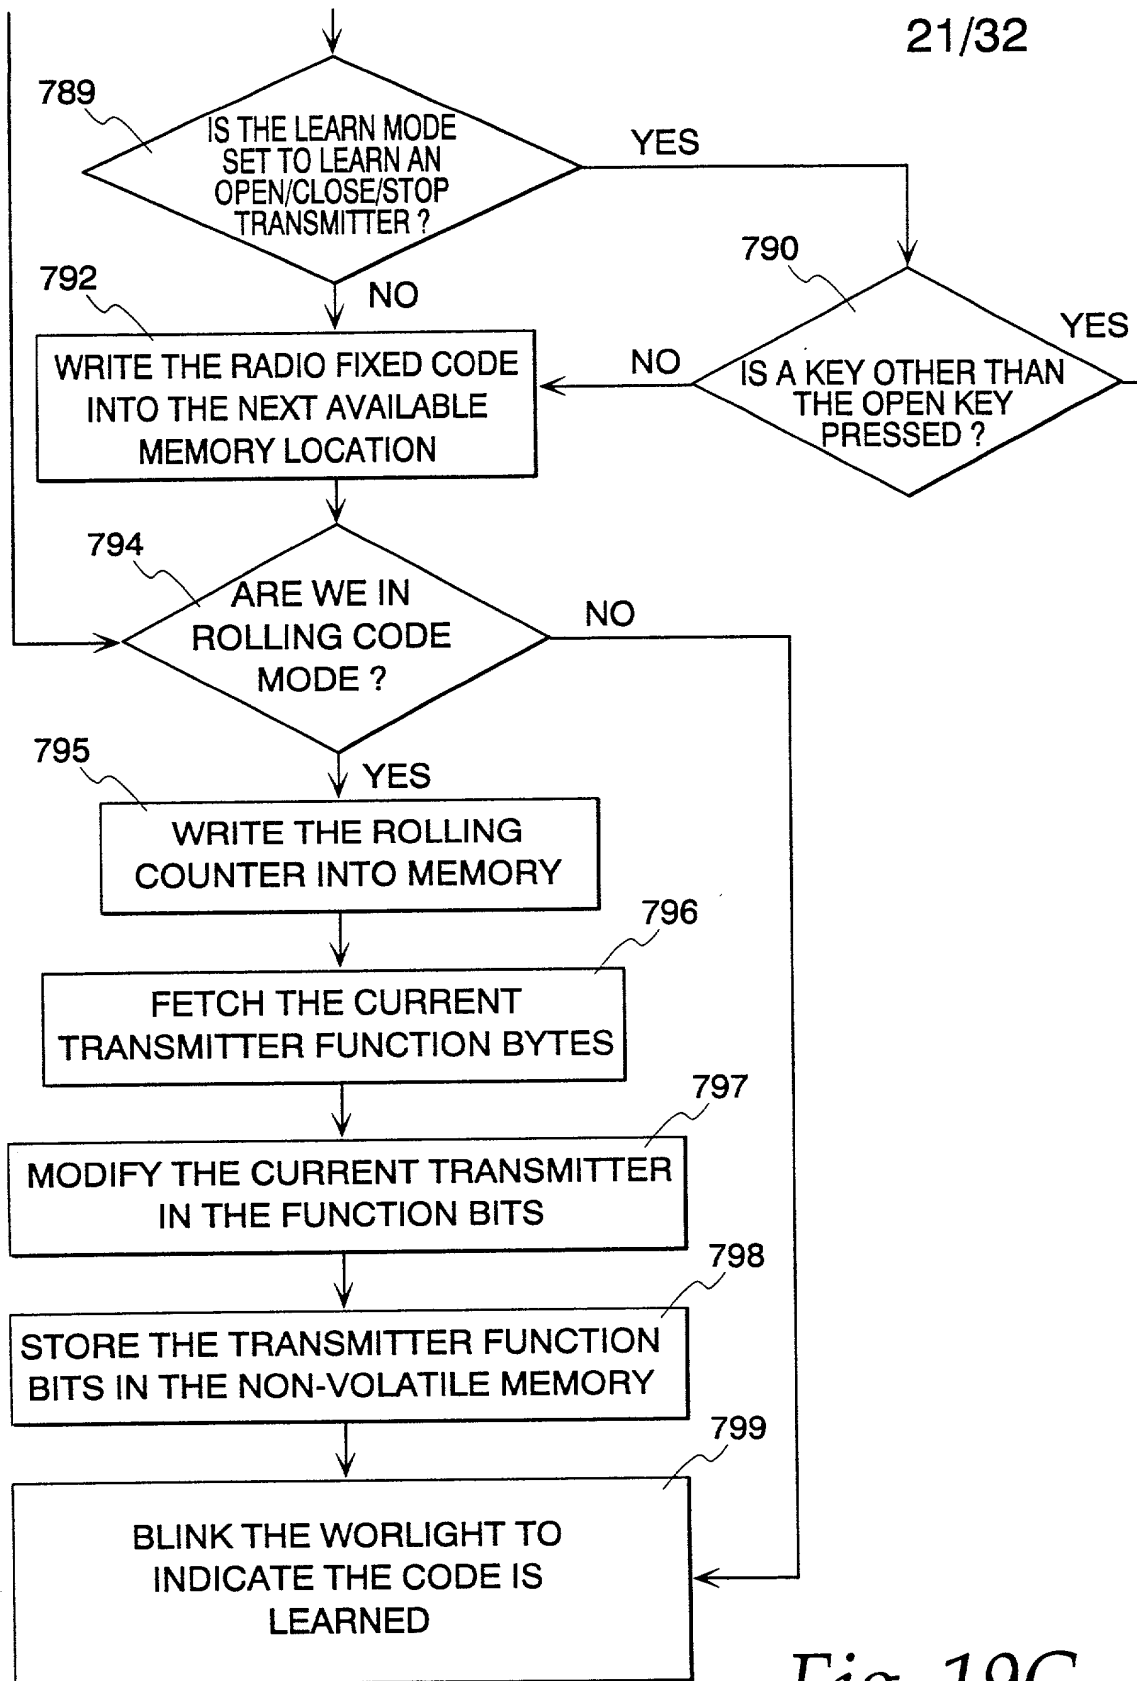 21/32
789
IS THE LEARN MODE
SET TO LEARN AN
OPEN/CLOSE/STOP
TRANSMITTER ?
YES
790
792
NO
YES
WRITE THE RADIO FIXED CODE
INTO THE NEXT AVAILABLE
MEMORY LOCATION
NO
IS A KEY OTHER THAN
THE OPEN KEY
PRESSED ?
794
ARE WE IN
ROLLING CODE
MODE ?
NO
795
YES
WRITE THE ROLLING
COUNTER INTO MEMORY
796
FETCH THE CURRENT
TRANSMITTER FUNCTION BYTES
797
MODIFY THE CURRENT TRANSMITTER
IN THE FUNCTION BITS
798
STORE THE TRANSMITTER FUNCTION
BITS IN THE NON-VOLATILE MEMORY
799
BLINK THE WORLIGHT TO
INDICATE THE CODE IS
LEARNED
Fig. 19C